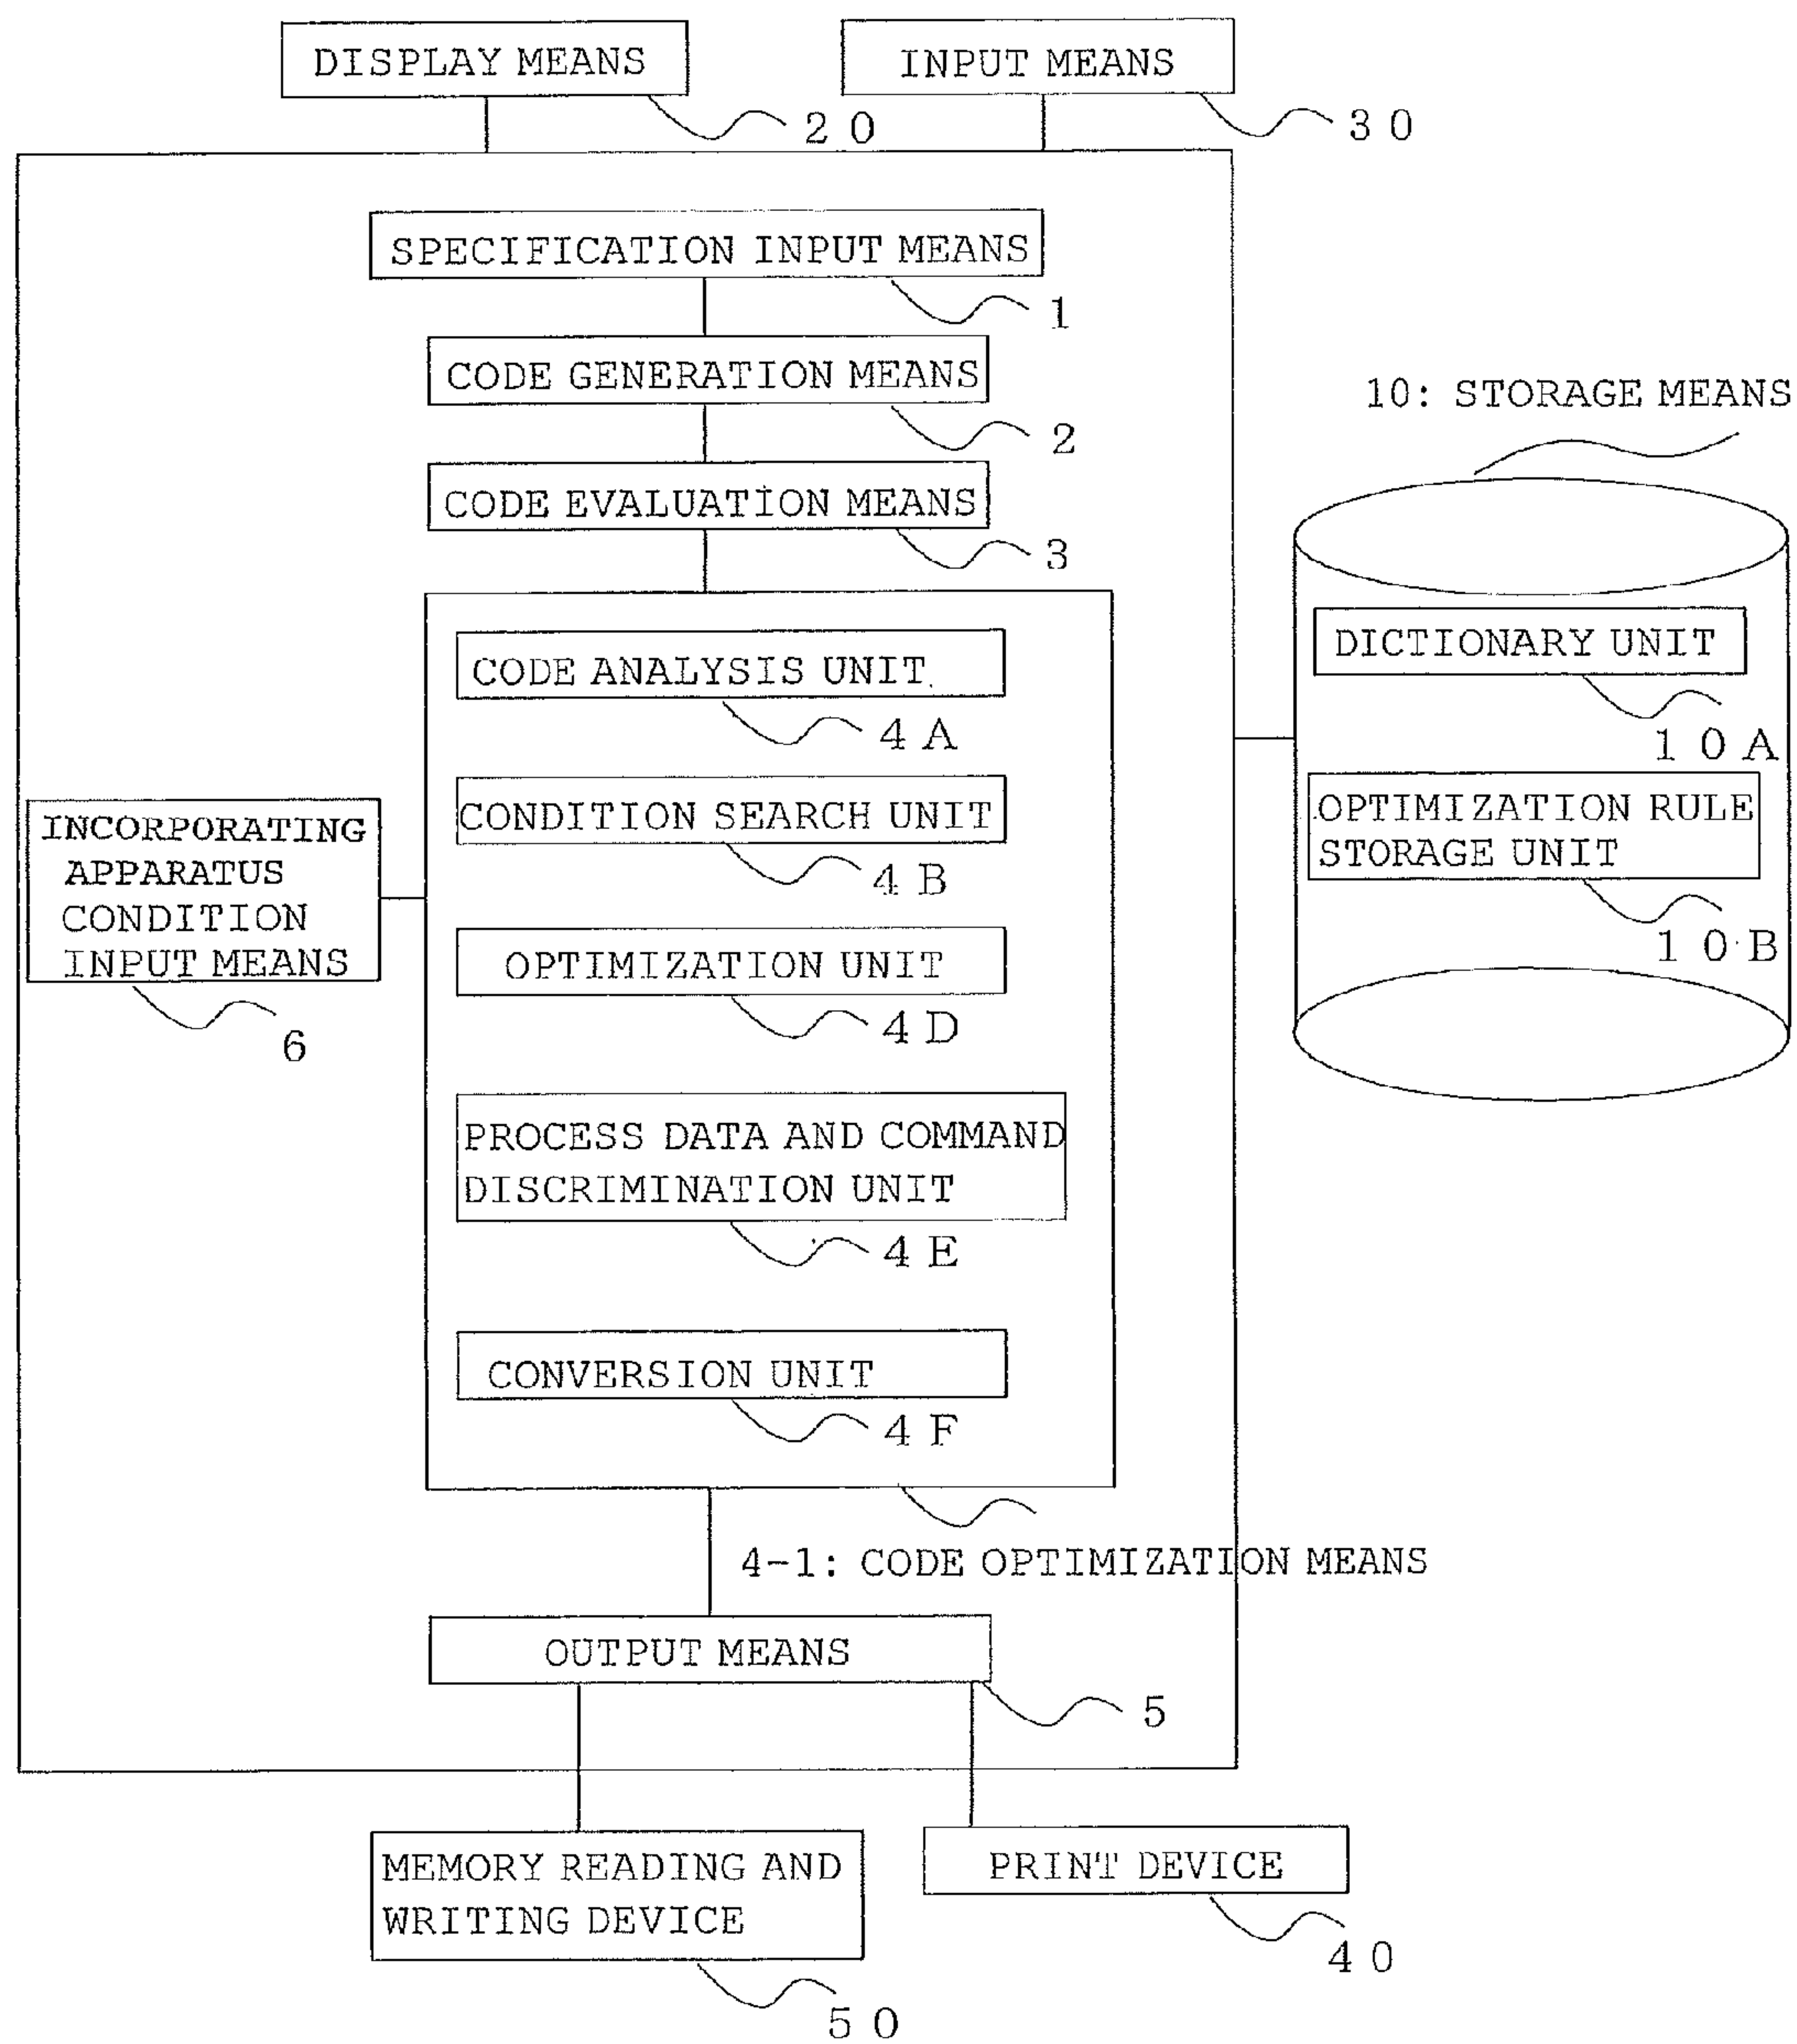 DISPLAY MEANS
20
INPUT MEANS
30
SPECIFICATION INPUT MEANS
1
CODE GENERATION MEANS
2
CODE EVALUATION MEANS
3
CODE ANALYSIS UNIT
4A
CONDITION SEARCH UNIT
4B
OPTIMIZATION UNIT
4D
PROCESS DATA AND COMMAND
DISCRIMINATION UNIT
4E
CONVERSION UNIT
4F
4-1: CODE OPTIMIZATION MEANS
INCORPORATING
APPARATUS
CONDITION
INPUT MEANS
6
10: STORAGE MEANS
DICTIONARY UNIT
10A
OPTIMIZATION RULE
STORAGE UNIT
10B
OUTPUT MEANS
5
MEMORY READING AND
WRITING DEVICE
50
PRINT DEVICE
40